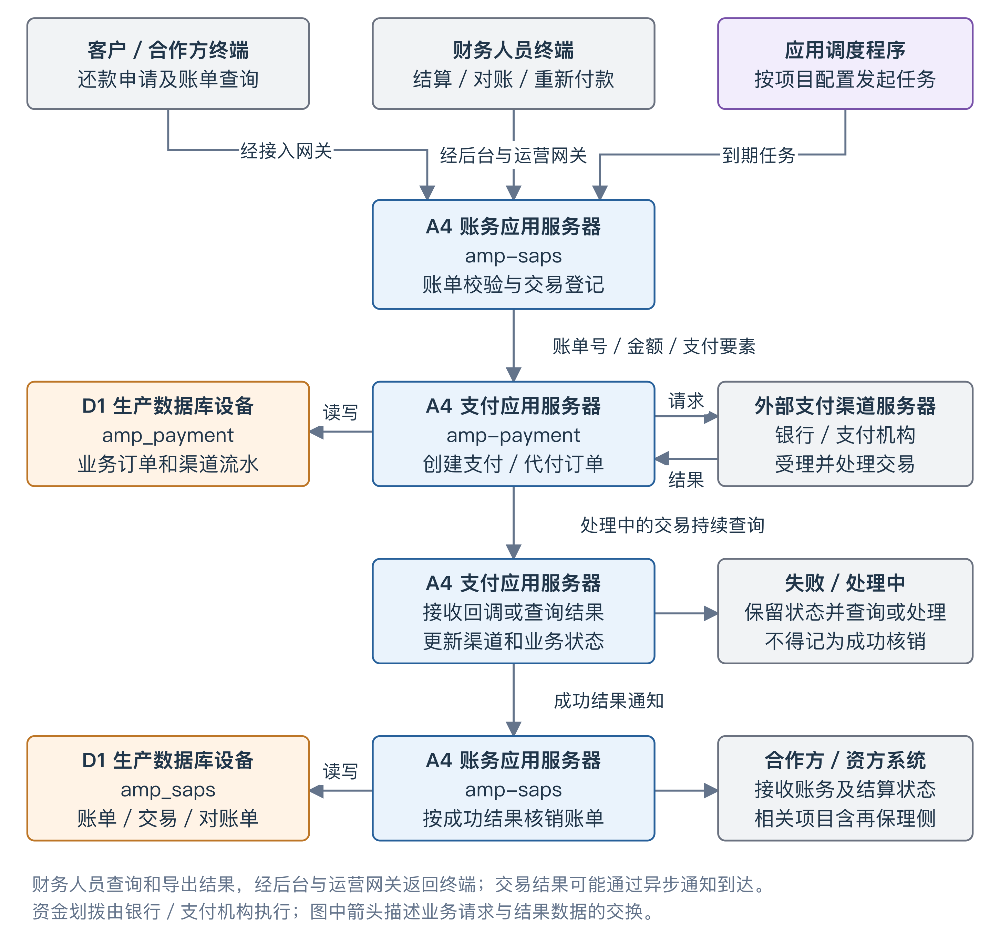 客户 / 合作方终端
还款申请及账单查询
财务人员终端
结算 / 对账 / 重新付款
应用调度程序
按项目配置发起任务
经接入网关
经后台与运营网关
到期任务
A4 账务应用服务器
amp-saps
账单校验与交易登记
账单号 / 金额 / 支付要素
D1 生产数据库设备
amp_payment
业务订单和渠道流水
读写
A4 支付应用服务器
amp-payment
创建支付 / 代付订单
请求
结果
外部支付渠道服务器
银行 / 支付机构
受理并处理交易
处理中的交易持续查询
A4 支付应用服务器
接收回调或查询结果
更新渠道和业务状态
失败 / 处理中
保留状态并查询或处理
不得记为成功核销
成功结果通知
D1 生产数据库设备
amp_saps
账单 / 交易 / 对账单
读写
A4 账务应用服务器
amp-saps
按成功结果核销账单
合作方 / 资方系统
接收账务及结算状态
相关项目含再保理侧
财务人员查询和导出结果，经后台与运营网关返回终端；交易结果可能通过异步通知到达。
资金划拨由银行 / 支付机构执行；图中箭头描述业务请求与结果数据的交换。